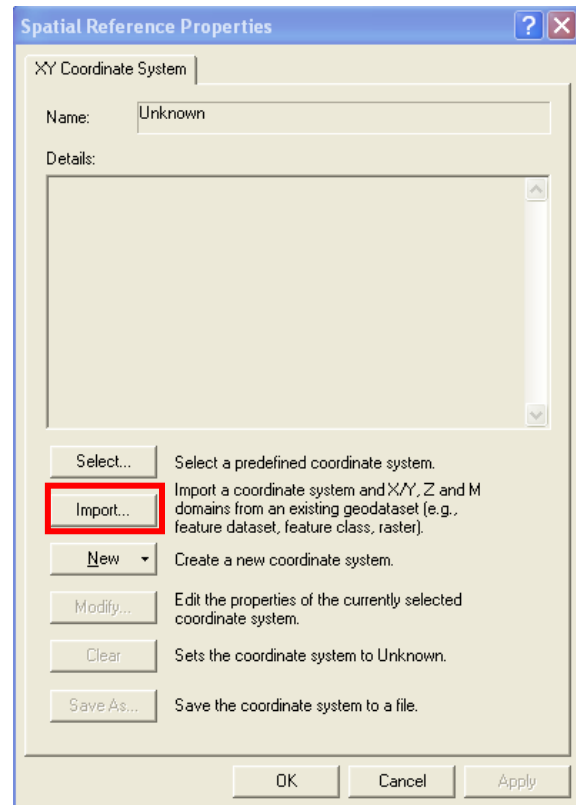 Spatial Reference Properties
XY Coordinate System
Name: Unknown
Details:
Select... Select a predefined coordinate system.
Import... Import a coordinate system and X/Y, Z and M
domains from an existing geodataset (e.g.,
feature dataset, feature class, raster).
New Create a new coordinate system.
Modify... Edit the properties of the currently selected
coordinate system.
Clear Sets the coordinate system to Unknown.
Save As... Save the coordinate system to a file.
OK Cancel Apply